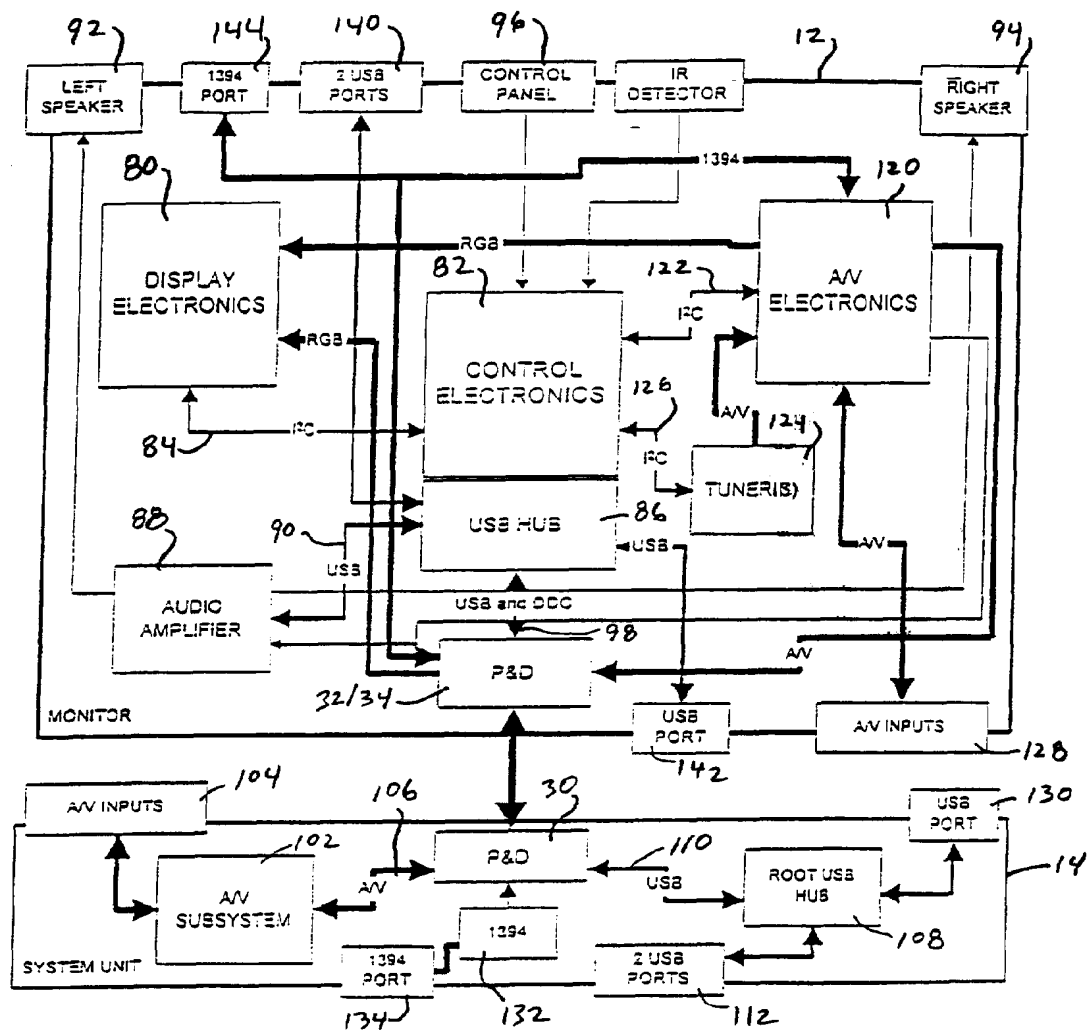 92
144
140
96
12
94
LEFT
SPEAKER
1394
PORT
2 USB
PORTS
CONTROL
PANEL
IR
DETECTOR
RIGHT
SPEAKER
1394
80
120
RGB
82
122
DISPLAY
ELECTRONICS
A/V
ELECTRONICS
I²C
RGB
CONTROL
ELECTRONICS
126
A/V
124
84
I²C
I²C
TUNER(S)
88
90
USB HUB
86
USB
A/V
USB
AUDIO
AMPLIFIER
USB and DDC
98
A/V
P&D
32/34
MONITOR
USB
PORT
142
A/V INPUTS
128
104
A/V INPUTS
106
30
USB
PORT
130
102
P&D
110
14
A/V
SUBSYSTEM
A/V
USB
ROOT USB
HUB
108
1394
SYSTEM UNIT
1394
PORT
2 USB
PORTS
134
132
112